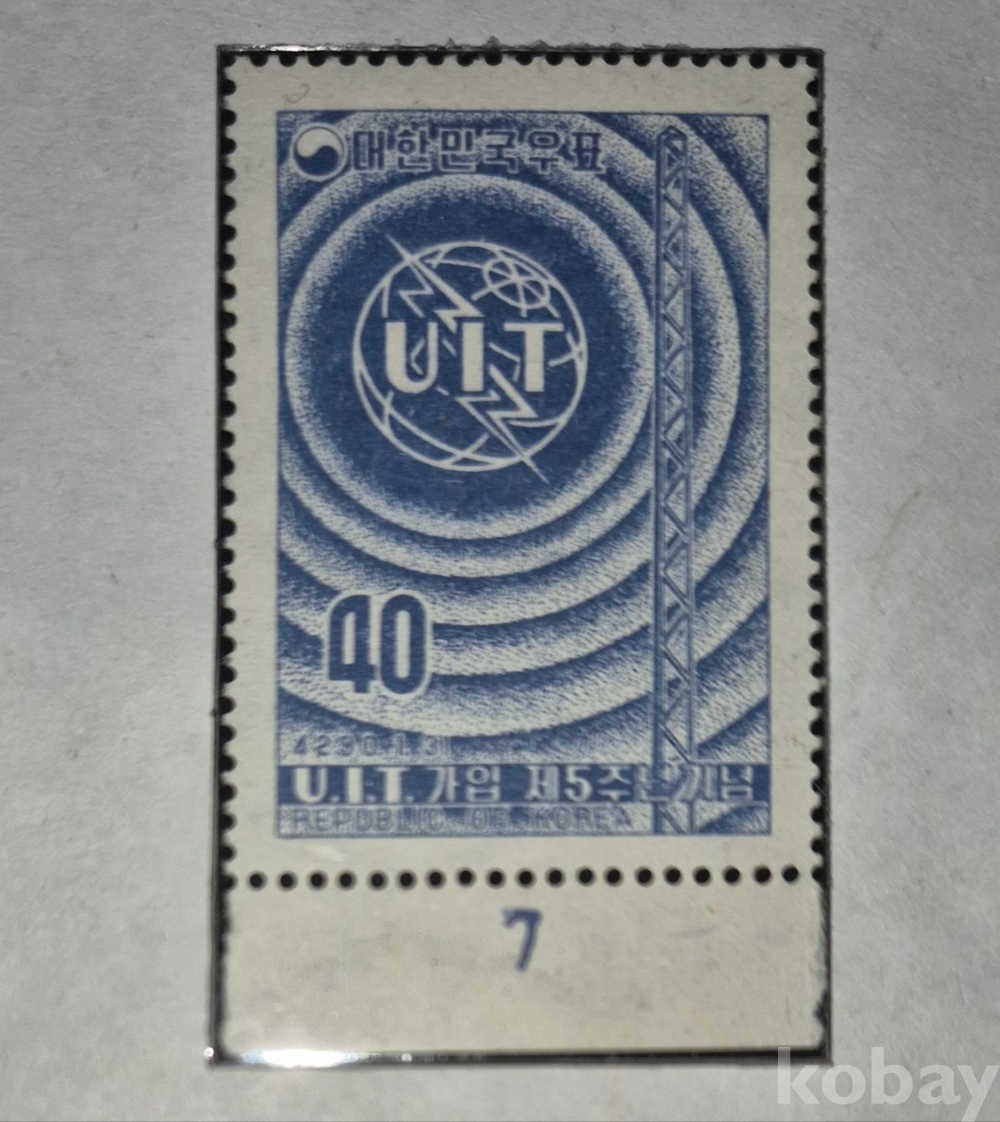 대한민국우표
UIT
40
4290.1.31
U.I.T. 가입 제5주년기념
REPUBLIC OF KOREA
7
kobay